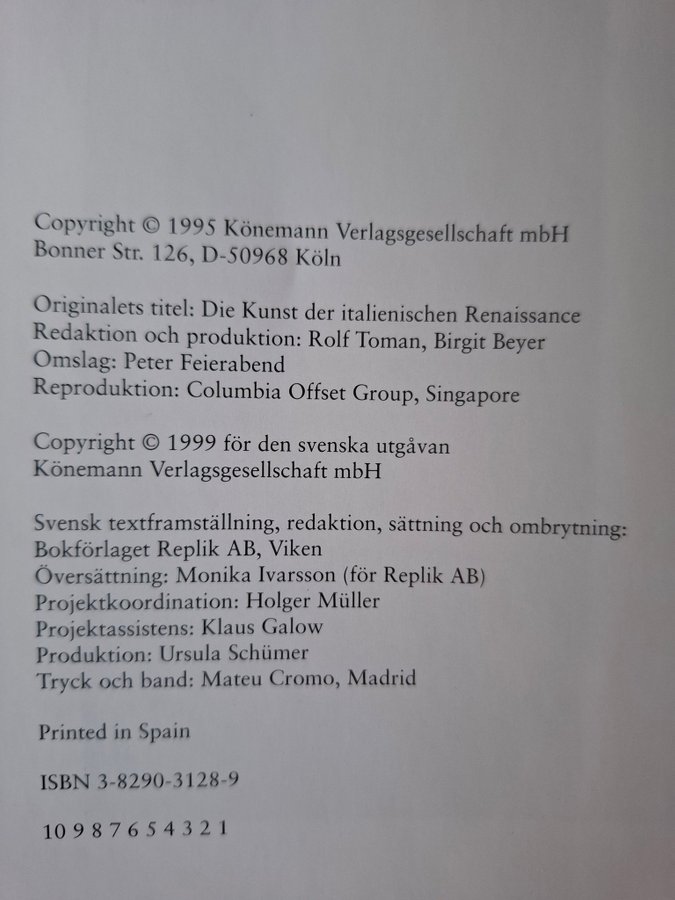 Copyright © 1995 Könemann Verlagsgesellschaft mbH
Bonner Str. 126, D-50968 Köln
Originalets titel: Die Kunst der italienischen Renaissance
Redaktion och produktion: Rolf Toman, Birgit Beyer
Omslag: Peter Feierabend
Reproduktion: Columbia Offset Group, Singapore
Copyright © 1999 för den svenska utgåvan
Könemann Verlagsgesellschaft mbH
Svensk textframställning, redaktion, sättning och ombrytning:
Bokförlaget Replik AB, Viken
Översättning: Monika Ivarsson (för Replik AB)
Projektkoordination: Holger Müller
Projektassistens: Klaus Galow
Produktion: Ursula Schümer
Tryck och band: Mateu Cromo, Madrid
Printed in Spain
ISBN 3-8290-3128-9
10 9 8 7 6 5 4 3 2 1